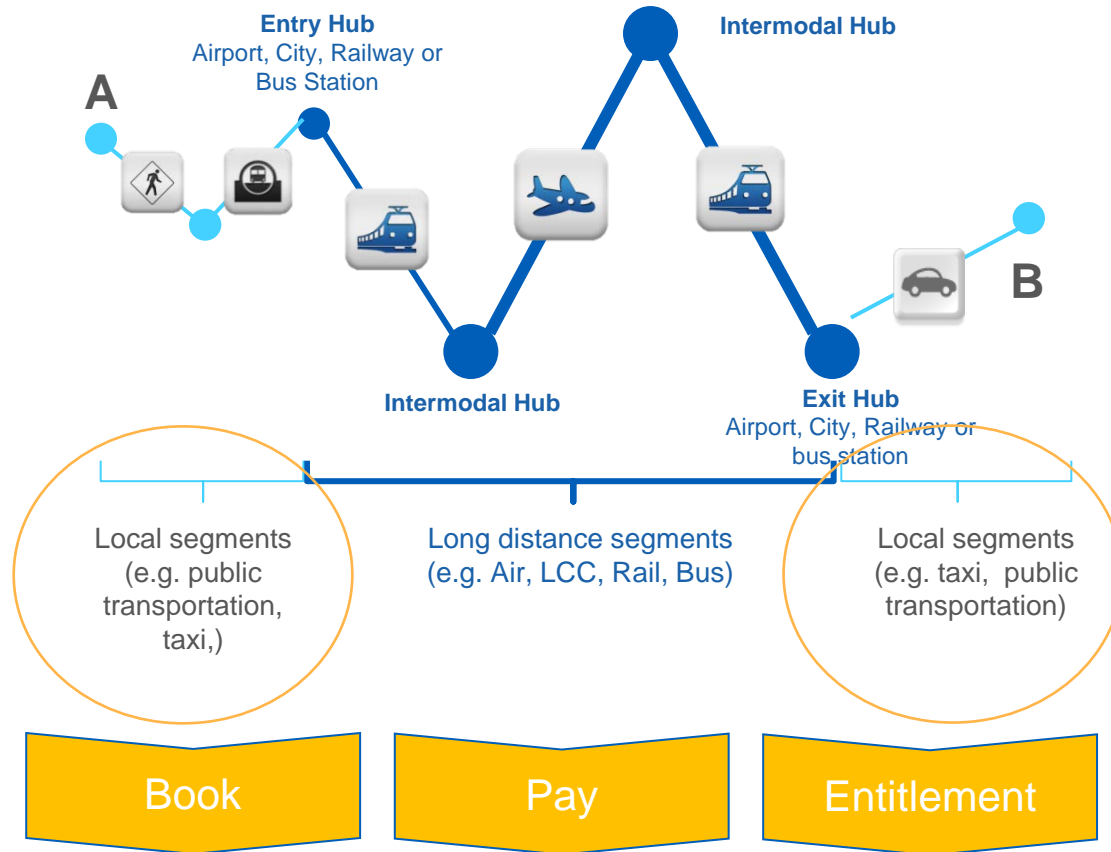 Entry Hub
Airport, City, Railway or
Bus Station
Intermodal Hub
A
B
Intermodal Hub
Exit Hub
Airport, City, Railway or
bus station
Local segments
(e.g. public
transportation,
taxi,)
Long distance segments
(e.g. Air, LCC, Rail, Bus)
Local segments
(e.g. taxi,  public
transportation)
Book
Pay
Entitlement